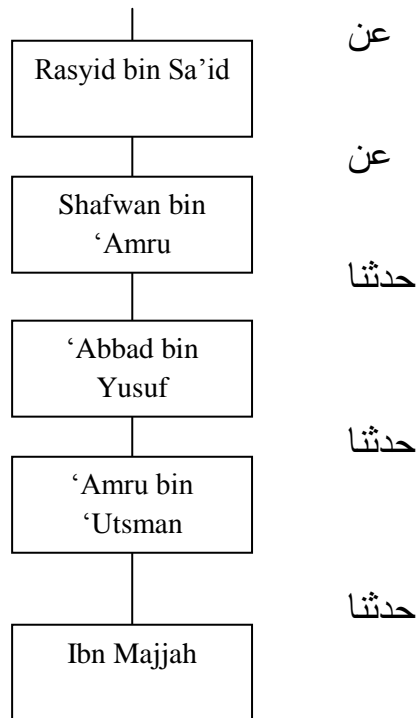 عن
Rasyid bin Sa’id
عن
Shafwan bin
‘Amru
حدثنا
‘Abbad bin
Yusuf
حدثنا
‘Amru bin
‘Utsman
حدثنا
Ibn Majjah